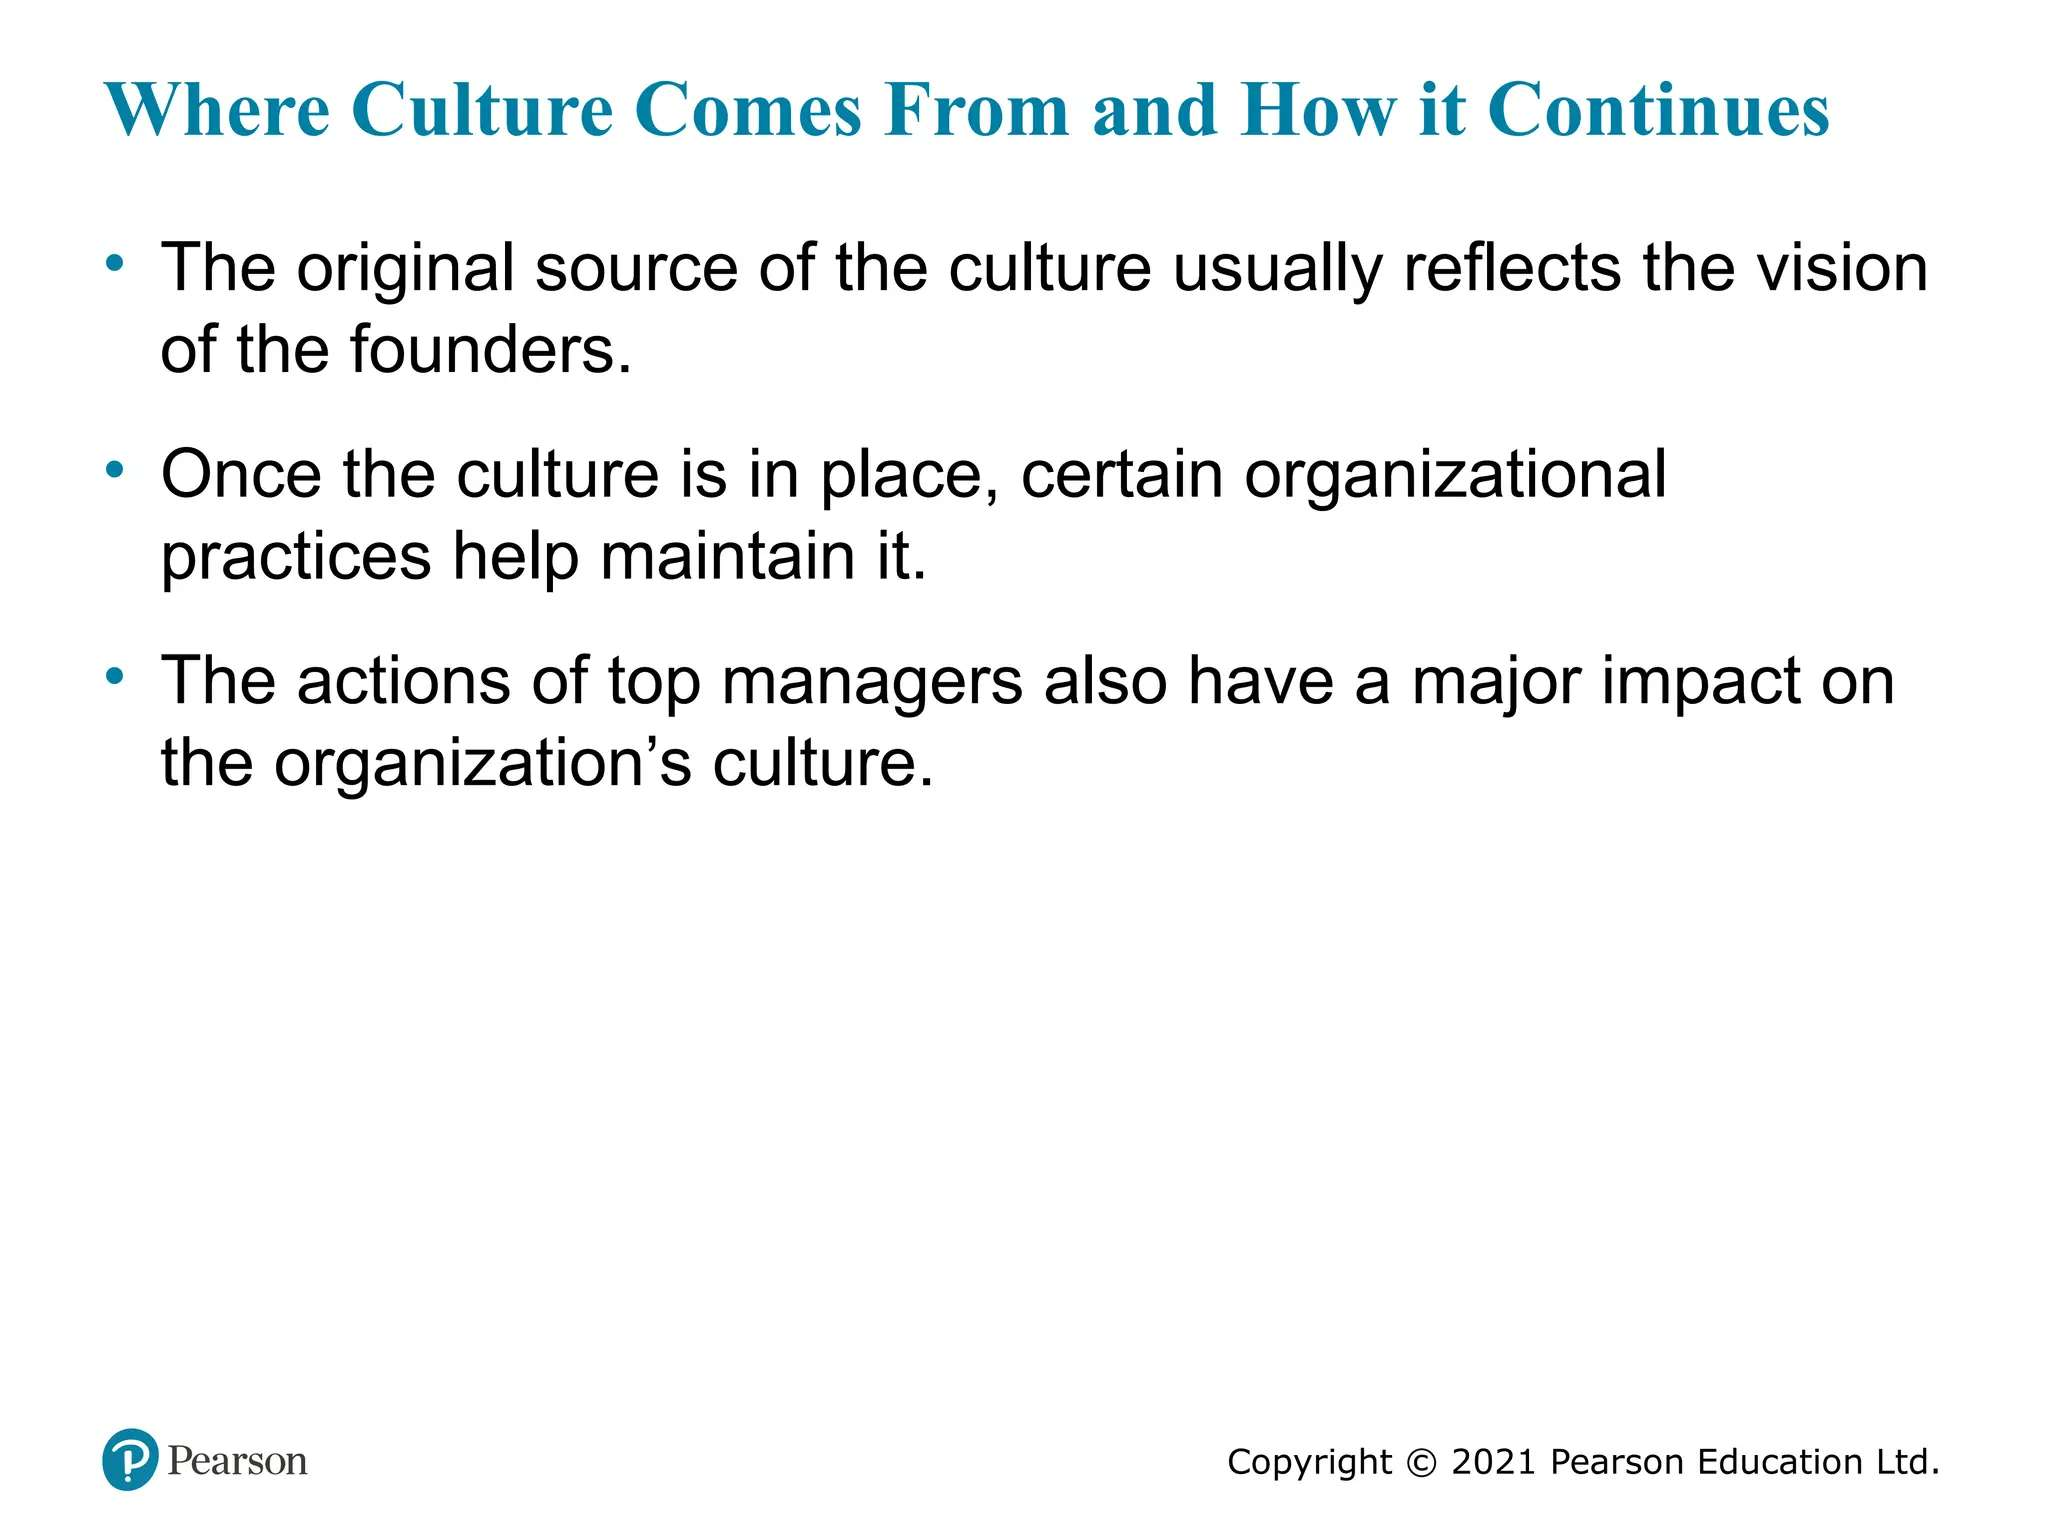 Where Culture Comes From and How it Continues
• The original source of the culture usually reflects the vision
of the founders.
• Once the culture is in place, certain organizational
practices help maintain it.
• The actions of top managers also have a major impact on
the organization’s culture.
Pearson
Copyright © 2021 Pearson Education Ltd.